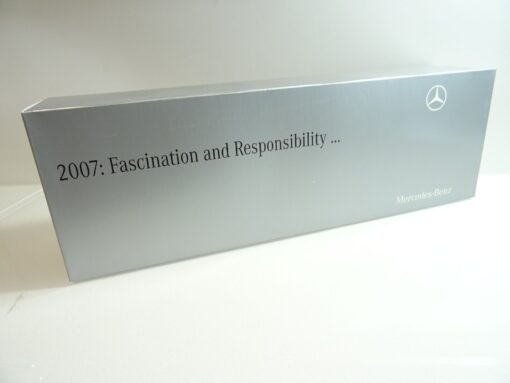 2007: Fascination and Responsibility ...
Mercedes-Benz